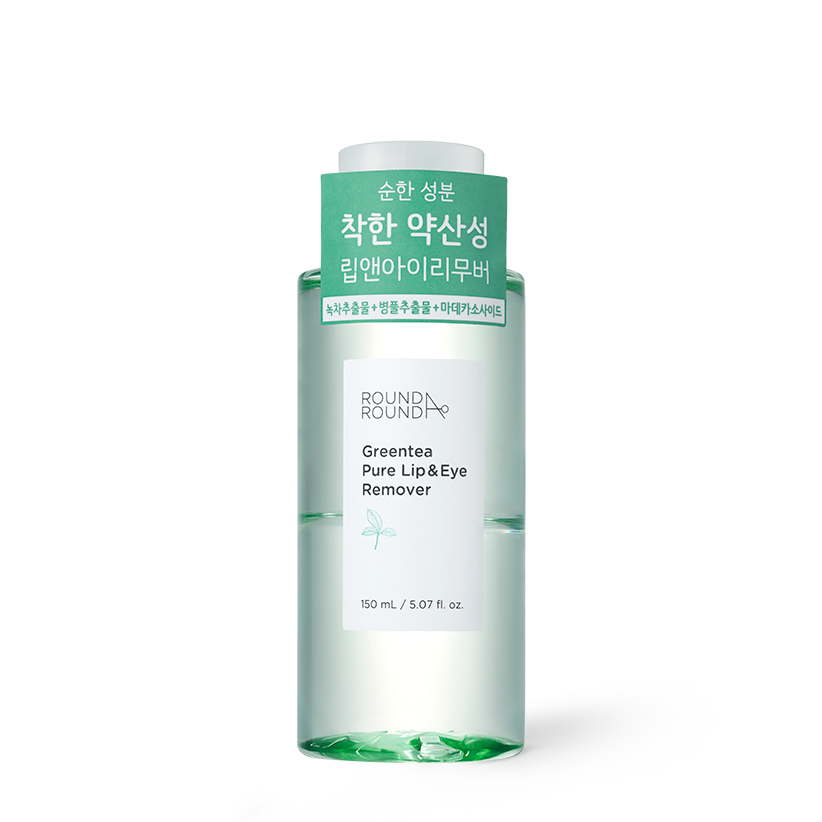 순한 성분
착한 약산성
립앤아이리무버
녹차추출물+병풀추출물+마데카소사이드
ROUND A
ROUND
Greentea
Pure Lip&Eye
Remover
150 mL / 5.07 fl. oz.